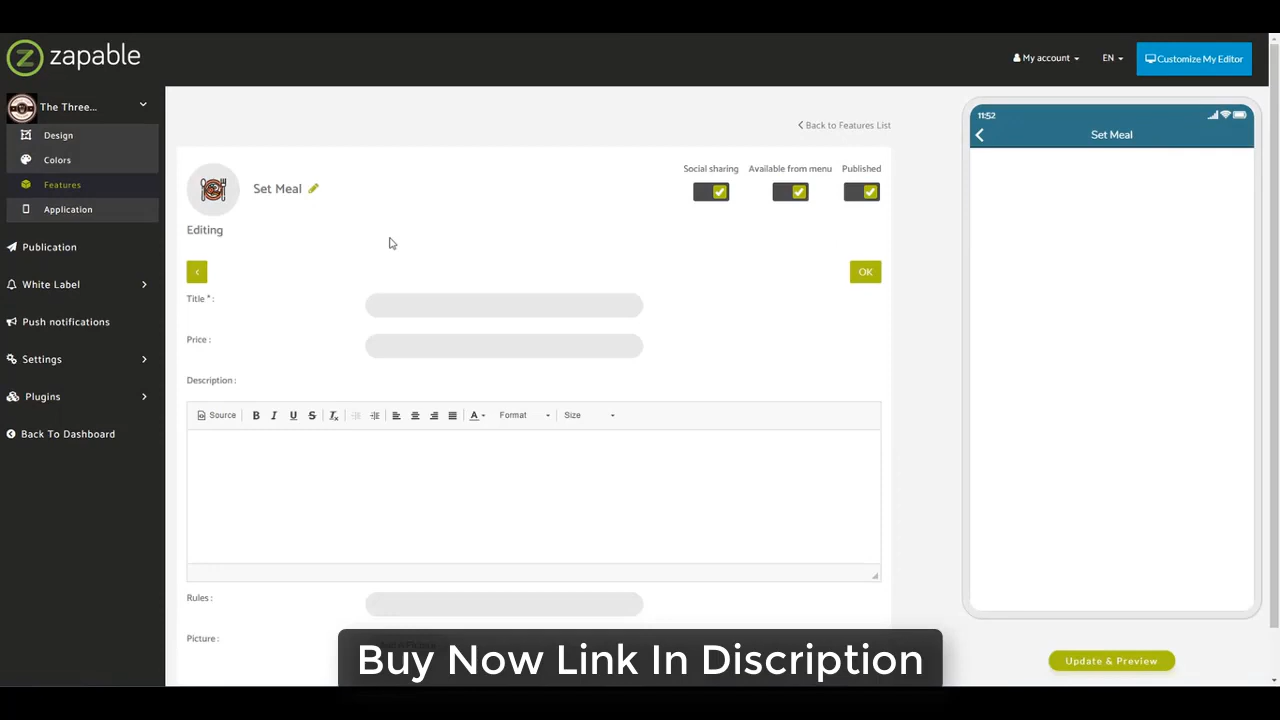 zapable
My account
EN
Customize My Editor
The Three...
Design
Colors
Features
Application
Publication
White Label
Push notifications
Settings
Plugins
Back To Dashboard
Back to Features List
Set Meal
Social sharing
Available from menu
Published
Editing
OK
Title * :
Price :
Description :
Source B I U S Tx A Format Size
Rules :
Picture :
11:52
Set Meal
Update & Preview
Buy Now Link In Discription